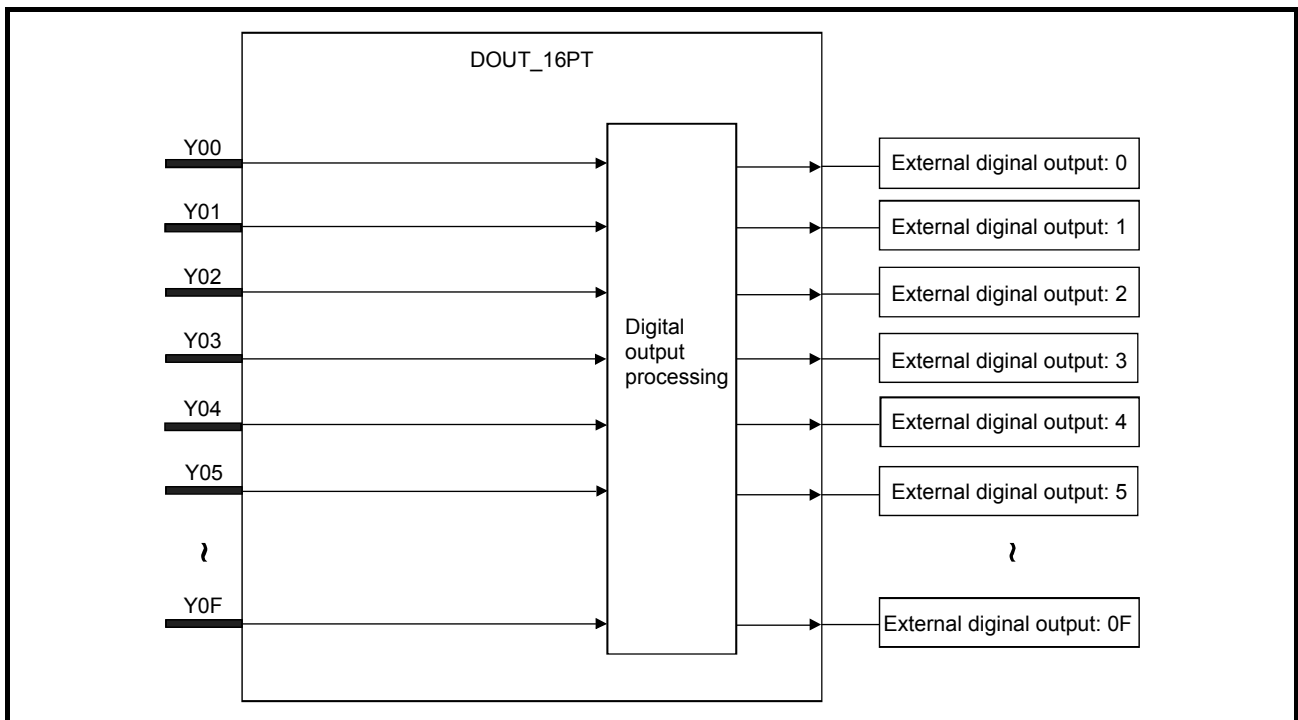 DOUT_16PT
Y00
External diginal output: 0
Y01
External diginal output: 1
Y02
External diginal output: 2
Y03
External diginal output: 3
Digital
output
processing
Y04
External diginal output: 4
Y05
External diginal output: 5
~
~
Y0F
External diginal output: 0F